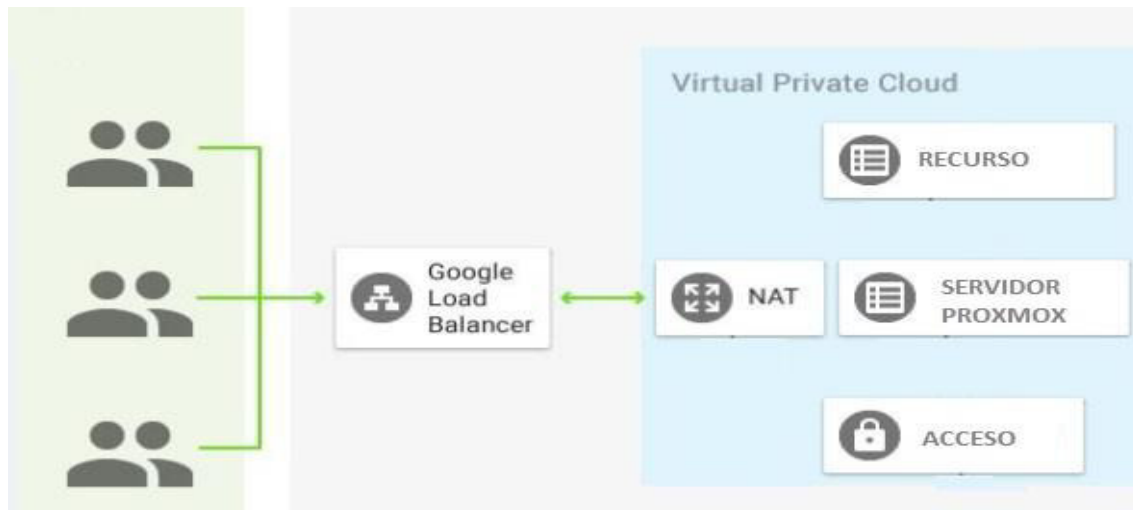 Virtual Private Cloud
RECURSO
Google
Load
Balancer
NAT
SERVIDOR
PROXMOX
ACCESO